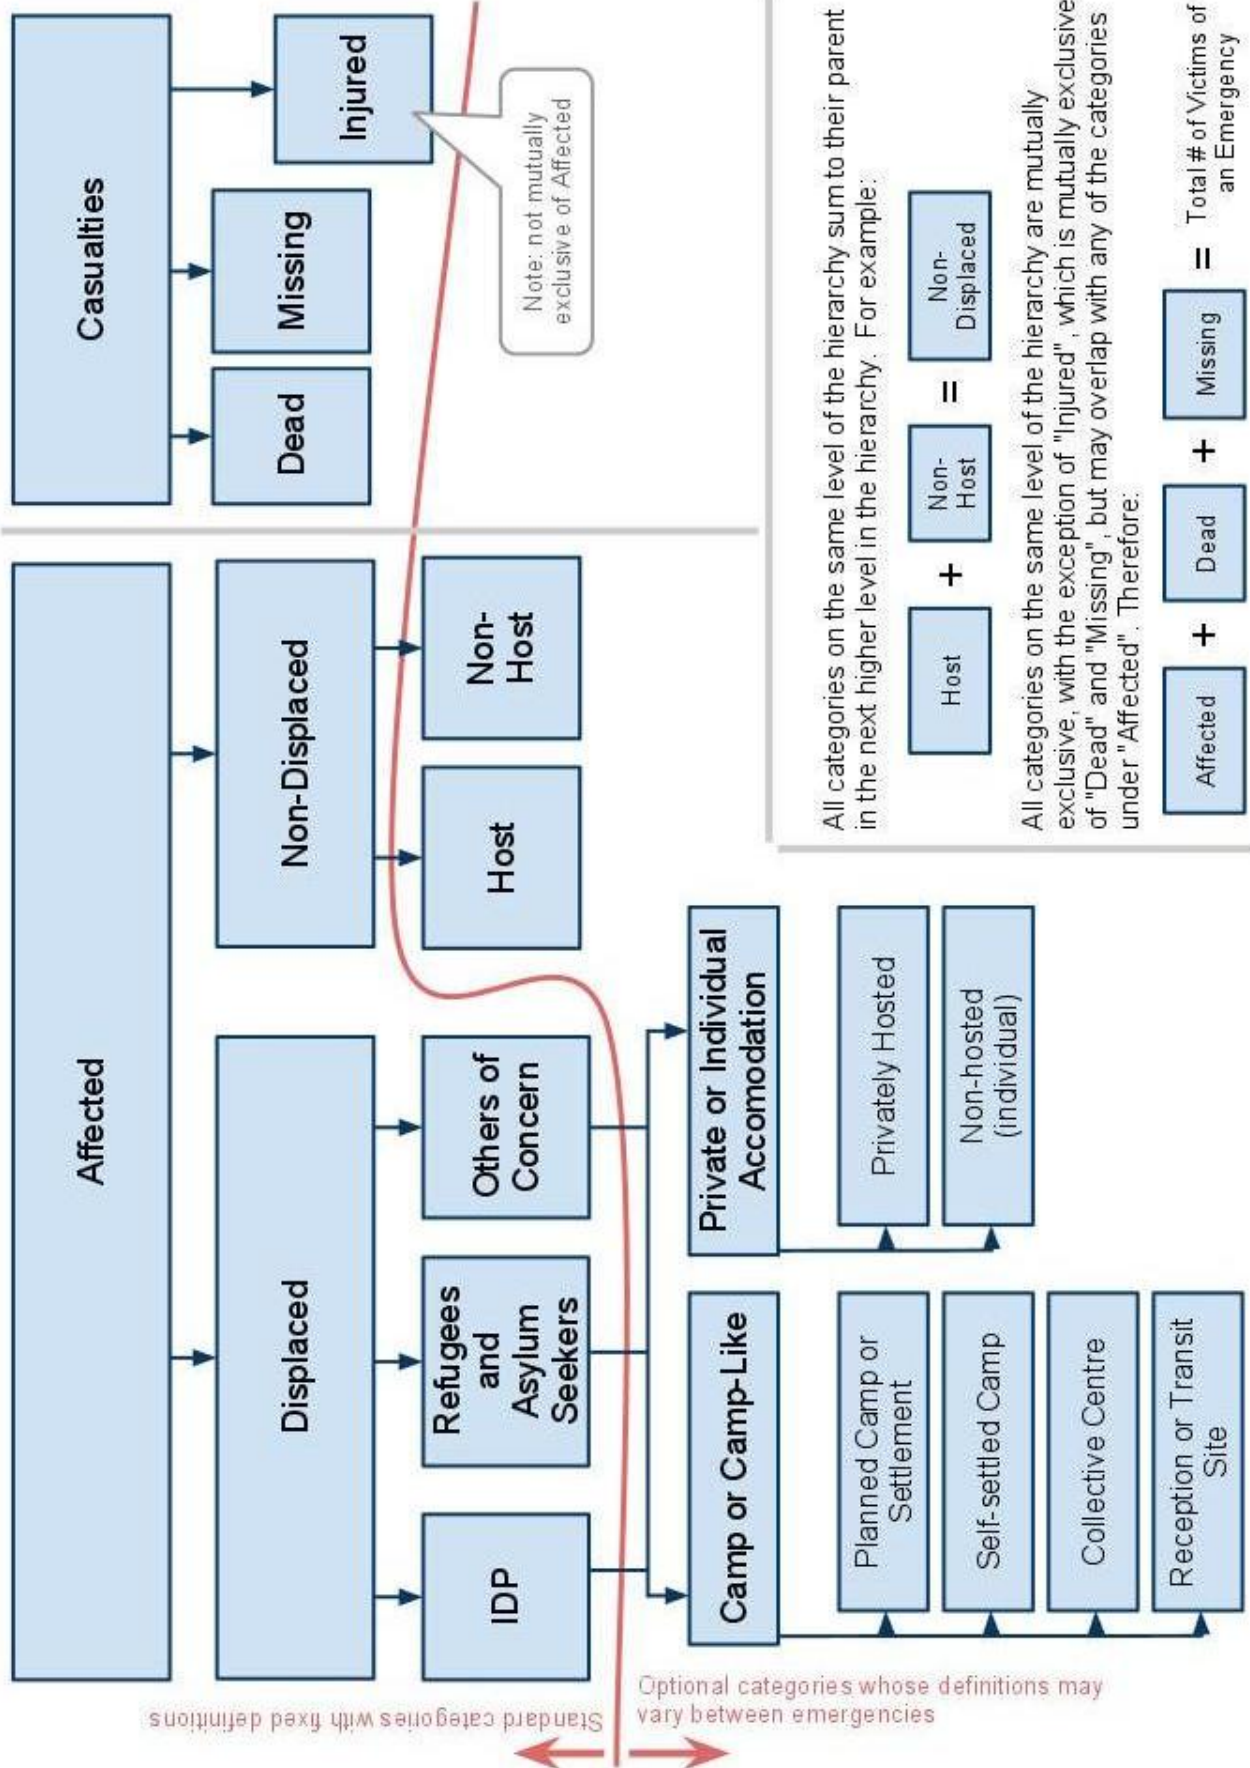 Affected
Casualties
Displaced
Non-Displaced
Dead
Missing
Injured
IDP
Refugees
and
Asylum
Seekers
Others of
Concern
Host
Non-
Host
Note: not mutually
exclusive of Affected
Standard categories with fixed definitions
Optional categories whose definitions may
vary between emergencies
Camp or Camp-Like
Private or Individual
Accomodation
Planned Camp or
Settlement
Self-settled Camp
Collective Centre
Reception or Transit
Site
Privately Hosted
Non-hosted
(individual)
All categories on the same level of the hierarchy sum to their parent
in the next higher level in the hierarchy. For example:
Host + Non-
Host = Non-
Displaced
All categories on the same level of the hierarchy are mutually
exclusive, with the exception of "Injured", which is mutually exclusive
of "Dead" and "Missing", but may overlap with any of the categories
under "Affected". Therefore:
Affected + Dead + Missing = Total # of Victims of
an Emergency